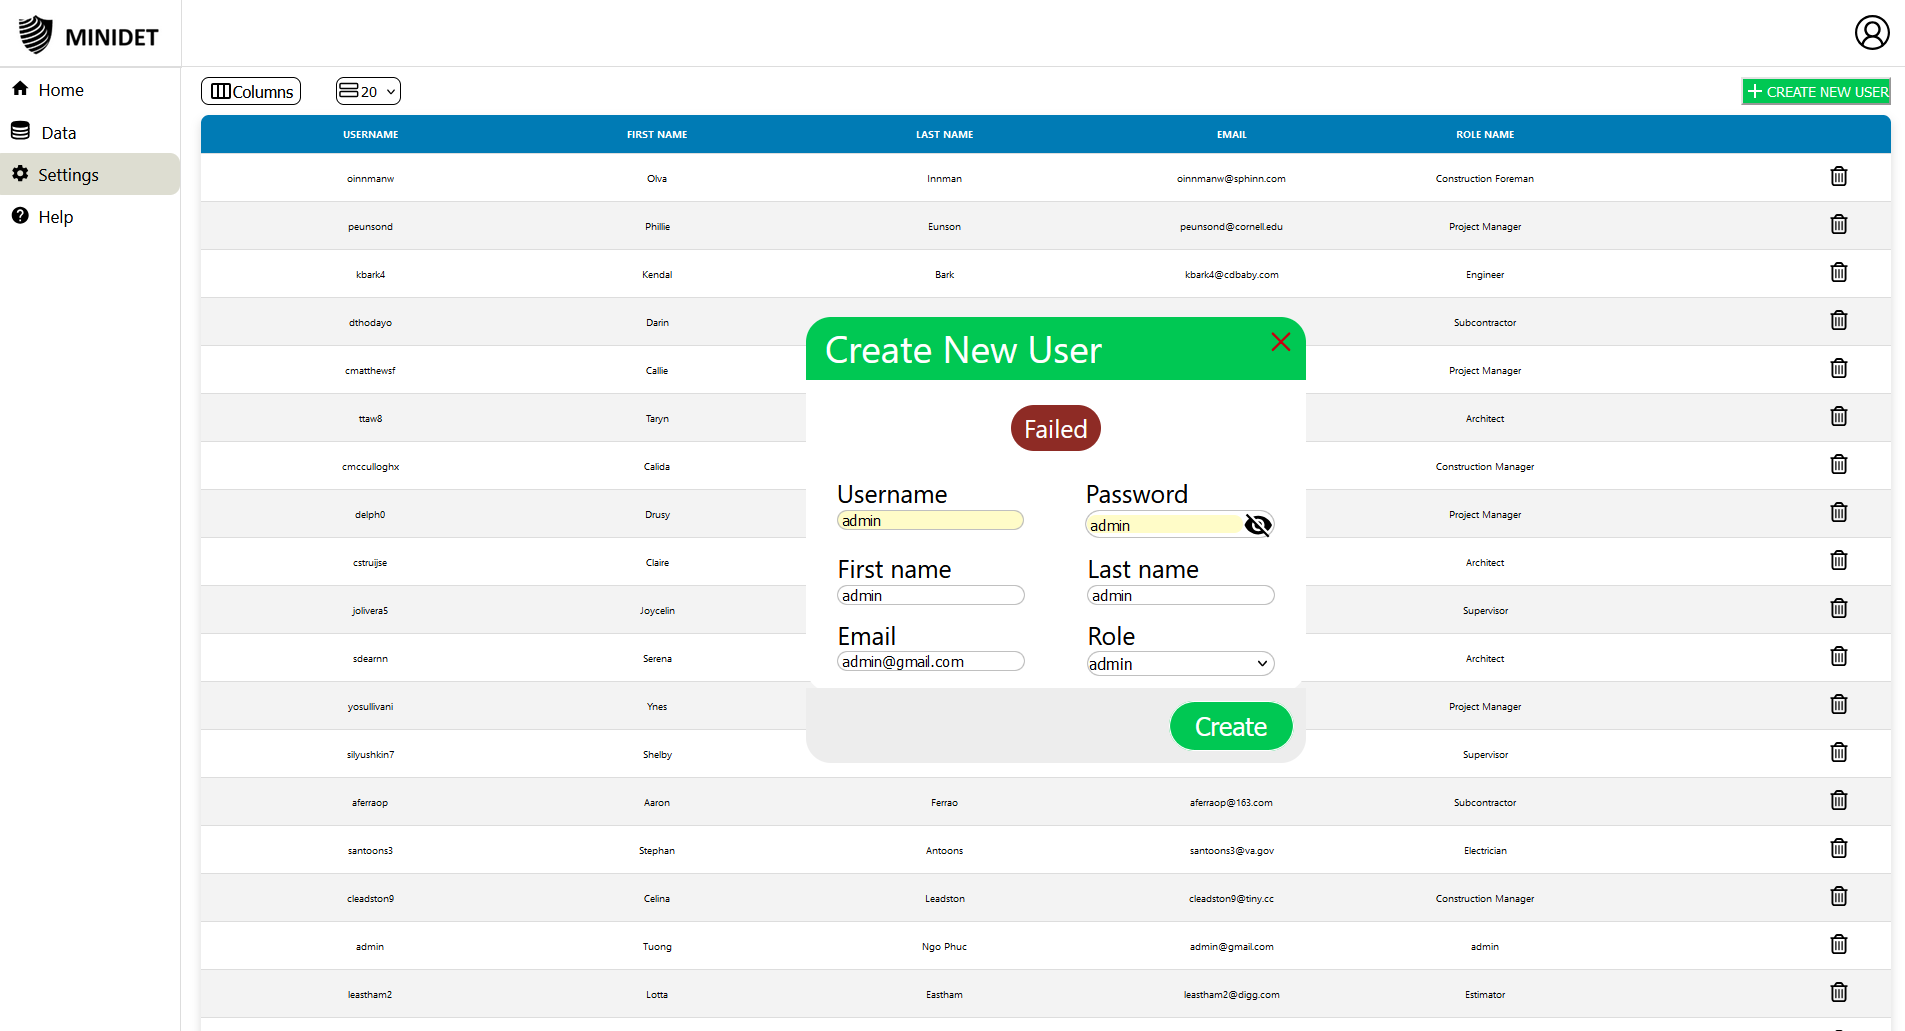 MINIDET
Home
Data
Settings
Help
Columns
20
CREATE NEW USER
USERNAME FIRST NAME LAST NAME EMAIL ROLE NAME
oinnmanw Olva Innman oinnmanw@sphinn.com Construction Foreman
peunsond Phillie Eunson peunsond@cornell.edu Project Manager
kbark4 Kendal Bark kbark4@cdbaby.com Engineer
dthodayo Darin Subcontractor
cmatthewsf Callie Project Manager
ttaw8 Taryn Architect
cmcculloghx Calida Construction Manager
delph0 Drusy Project Manager
cstruijse Claire Architect
jolivera5 Joycelin Supervisor
sdearnn Serena Architect
yosullivani Ynes Project Manager
silyushkin7 Shelby Supervisor
aferraop Aaron Ferrao aferraop@163.com Subcontractor
santoons3 Stephan Antoons santoons3@va.gov Electrician
cleadston9 Celina Leadston cleadston9@tiny.cc Construction Manager
admin Tuong Ngo Phuc admin@gmail.com admin
leastham2 Lotta Eastham leastham2@digg.com Estimator
Create New User
Failed
Username Password
admin admin
First name Last name
admin admin
Email Role
admin@gmail.com admin
Create